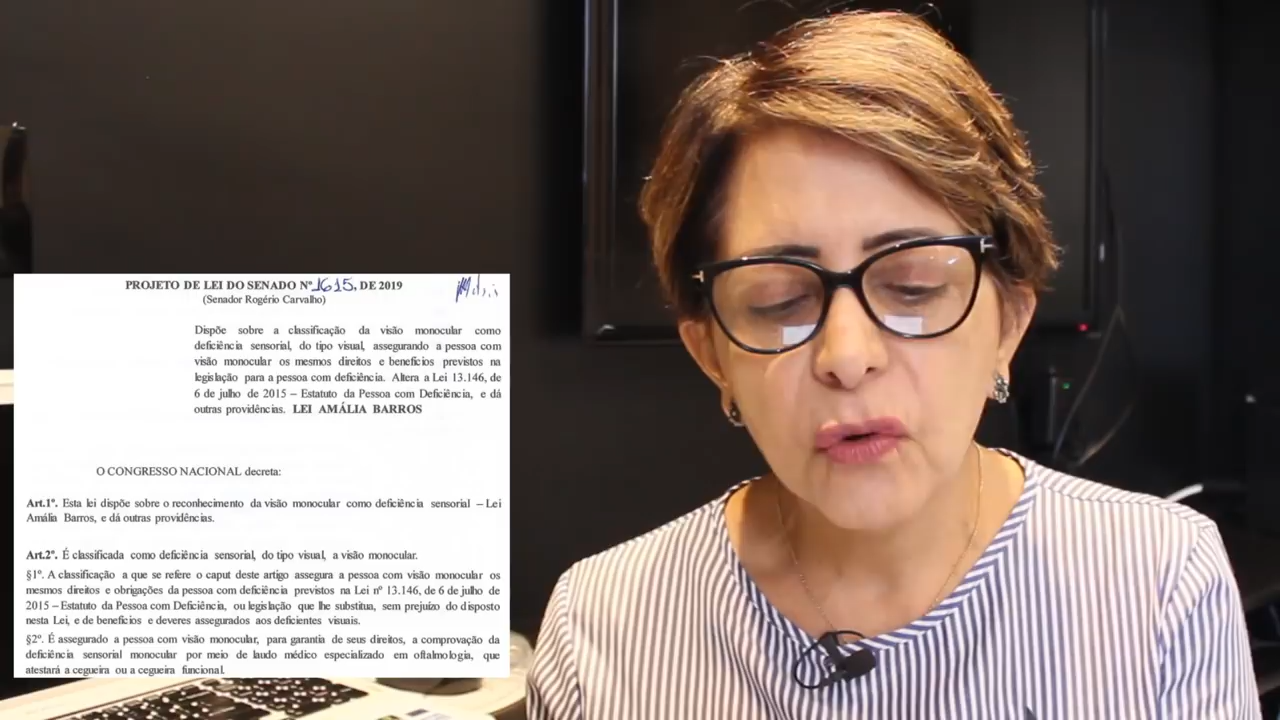 PROJETO DE LEI DO SENADO Nº 1615, DE 2019
(Senador Rogério Carvalho)
Dispõe sobre a classificação da visão monocular como
deficiência sensorial, do tipo visual, assegurando a pessoa com
visão monocular os mesmos direitos e benefícios previstos na
legislação para a pessoa com deficiência. Altera a Lei 13.146, de
6 de julho de 2015 – Estatuto da Pessoa com Deficiência, e dá
outras providências. LEI AMÁLIA BARROS
O CONGRESSO NACIONAL decreta:
Art.1º. Esta lei dispõe sobre o reconhecimento da visão monocular como deficiência sensorial – Lei
Amália Barros, e dá outras providências.
Art.2º. É classificada como deficiência sensorial, do tipo visual, a visão monocular.
§1º. A classificação a que se refere o caput deste artigo assegura a pessoa com visão monocular os
mesmos direitos e obrigações da pessoa com deficiência previstos na Lei nº 13.146, de 6 de julho de
2015 – Estatuto da Pessoa com Deficiência, ou legislação que lhe substitua, sem prejuízo do disposto
nesta Lei, e de benefícios e deveres assegurados aos deficientes visuais.
§2º. É assegurado a pessoa com visão monocular, para garantia de seus direitos, a comprovação da
deficiência sensorial monocular por meio de laudo médico especializado em oftalmologia, que
atestará a cegueira ou a cegueira funcional.